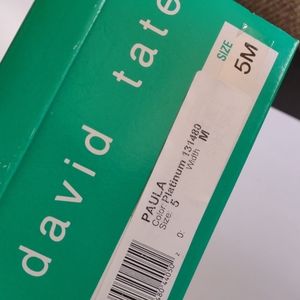 david tate
SIZE
5M
PAULA
Color: Platinum 131480
Size: 5
Width: M